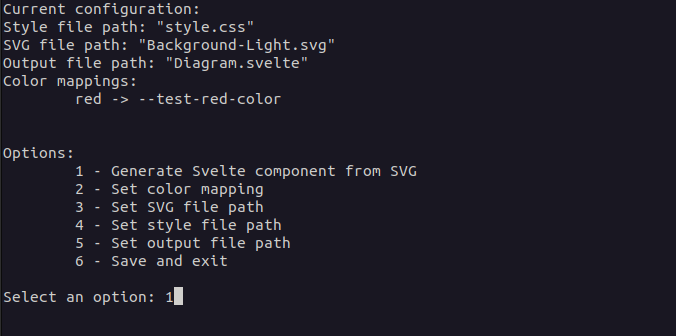 Current configuration:
Style file path: "style.css"
SVG file path: "Background-Light.svg"
Output file path: "Diagram.svelte"
Color mappings:
red -> --test-red-color
Options:
1 - Generate Svelte component from SVG
2 - Set color mapping
3 - Set SVG file path
4 - Set style file path
5 - Set output file path
6 - Save and exit
Select an option: 1